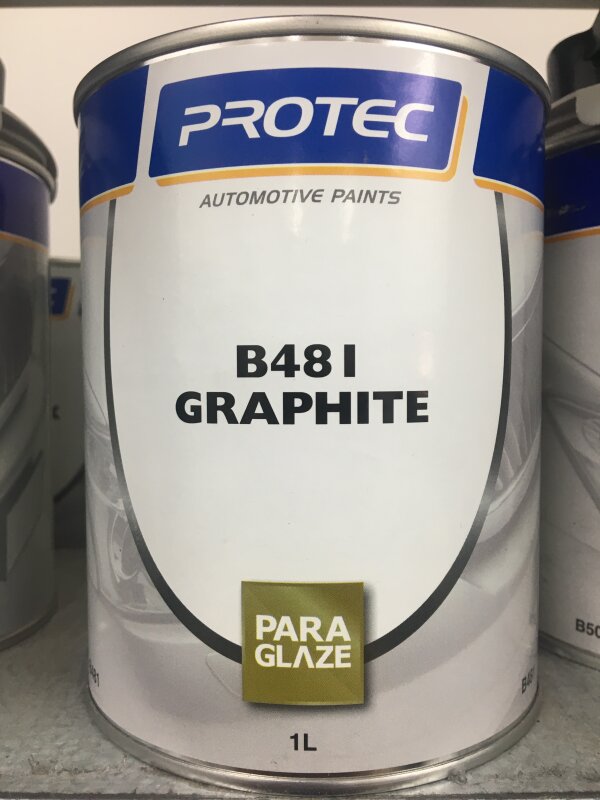 PROTEC
AUTOMOTIVE PAINTS
B481
GRAPHITE
PARA
GLAZE
1L